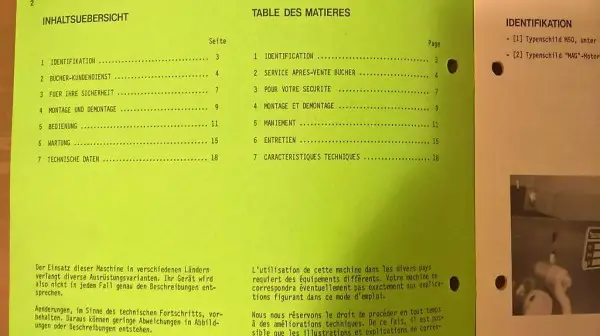 2
INHALTSUEBERSICHT
Seite
1 IDENTIFIKATION ........................... 3
2 BUCHER-KUNDENDIENST ...................... 4
3 FUER IHRE SICHERHEIT ..................... 7
4 MONTAGE UND DEMONTAGE .................... 9
5 BEDIENUNG ................................ 11
6 WARTUNG .................................. 15
7 TECHNISCHE DATEN ......................... 18
Der Einsatz dieser Maschine in verschiedenen Ländern
verlangt diverse Ausrüstungsvarianten. Ihr Gerät wird
also nicht in jedem Fall genau den Beschreibungen ent-
sprechen.
Aenderungen, im Sinne des technischen Fortschritts, vor-
behalten. Daraus können geringe Abweichungen in Abbild-
ungen oder Beschreibungen entstehen.
TABLE DES MATIERES
Page
1 IDENTIFICATION ........................... 3
2 SERVICE APRES-VENTE BUCHER ............... 4
3 POUR VOTRE SECURITE ...................... 7
4 MONTAGE ET DEMONTAGE ..................... 9
5 MANIEMENT ................................ 11
6 ENTRETIEN ................................ 15
7 CARACTERISTIQUES TECHNIQUES .............. 18
L'utilisation de cette machine dans les divers pays
requiert des équisements différents. Votre machine ne
correspondra éventuellement pas exactement aux explica-
tions figurant dans ce mode d'emploi.
Nous nous réservons le droit de procéder en tout temps
à des améliorations techniques. De ce fait, il est pos-
sible que les illustrations et explications ne corres-
IDENTIFIKATION
- [1] Typenschild M50, unter
- [2] Typenschild "MAG"-Motor